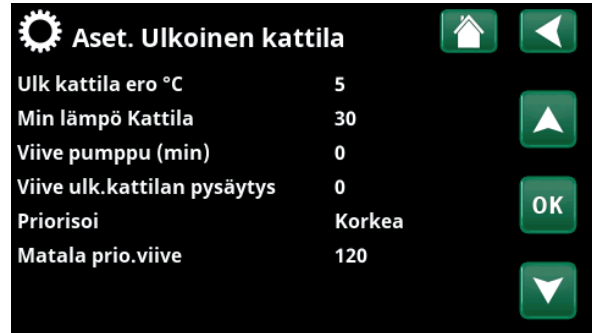 Aset. Ulkoinen kattila
Ulk kattila ero °C 5
Min lämpö Kattila 30
Viive pumppu (min) 0
Viive ulk.kattilan pysäytys 0
OK
Priorisoi Korkea
Matala prio.viive 120